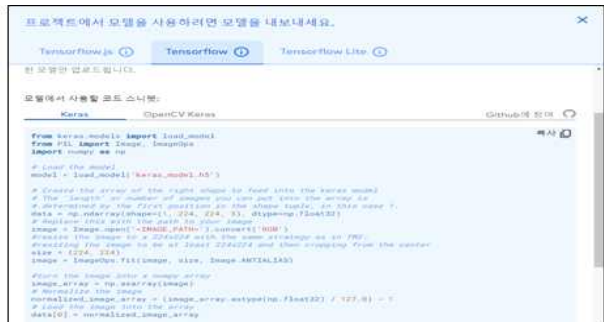 프로젝트에서 모델을 사용하려면 모델을 내보내세요.
Tensorflow.js
Tensorflow
Tensorflow Lite
한 모델만 업로드됩니다.
모델에서 사용할 코드 스니펫:
Keras
OpenCV Keras
Github에 참여
복사
from keras.models import load_model
from PIL import Image, ImageOps
import numpy as np
# Load the model
model = load_model('keras_model.h5')
# Create the array of the right shape to feed into the keras model
# The 'length' or number of images you can put into the array is
# determined by the first position in the shape tuple, in this case 1.
data = np.ndarray(shape=(1, 224, 224, 3), dtype=np.float32)
# Replace this with the path to your image
image = Image.open('<IMAGE_PATH>').convert('RGB')
#resize the image to a 224x224 with the same strategy as in TM2:
#resizing the image to be at least 224x224 and then cropping from the center
size = (224, 224)
image = ImageOps.fit(image, size, Image.ANTIALIAS)
#turn the image into a numpy array
image_array = np.asarray(image)
# Normalize the image
normalized_image_array = (image_array.astype(np.float32) / 127.0) - 1
# Load the image into the array
data[0] = normalized_image_array